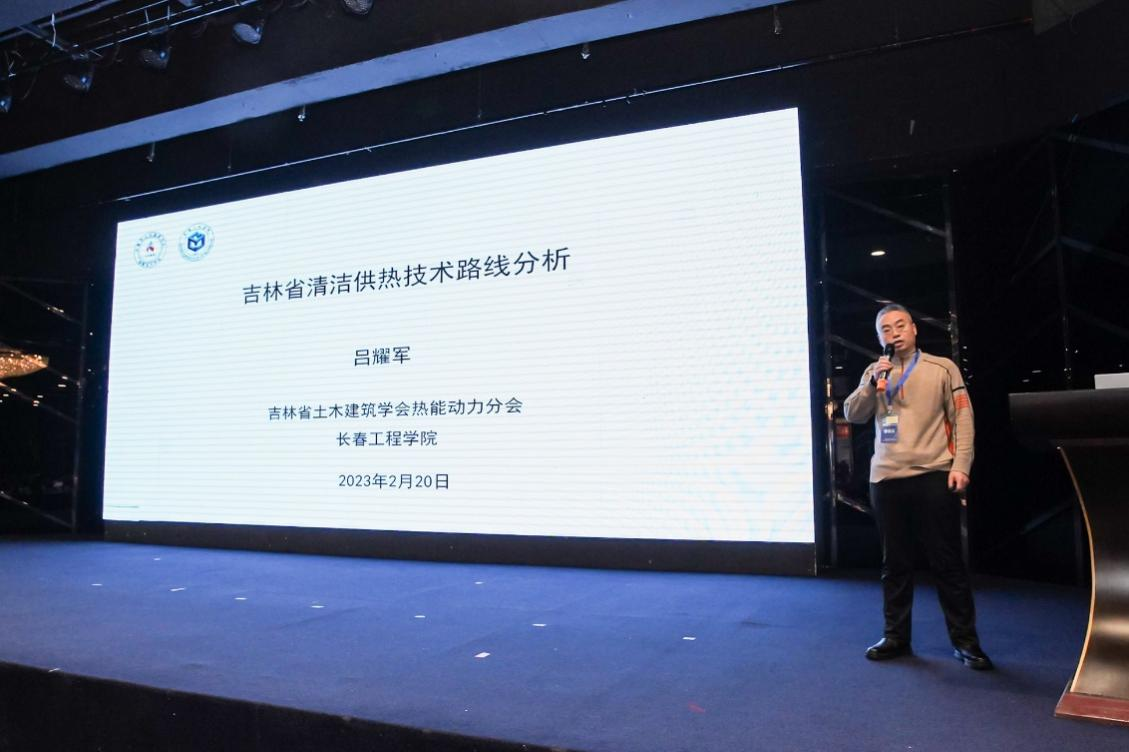 吉林省清洁供热技术路线分析
吕耀军
吉林省土木建筑学会热能动力分会
长春工程学院
2023年2月20日